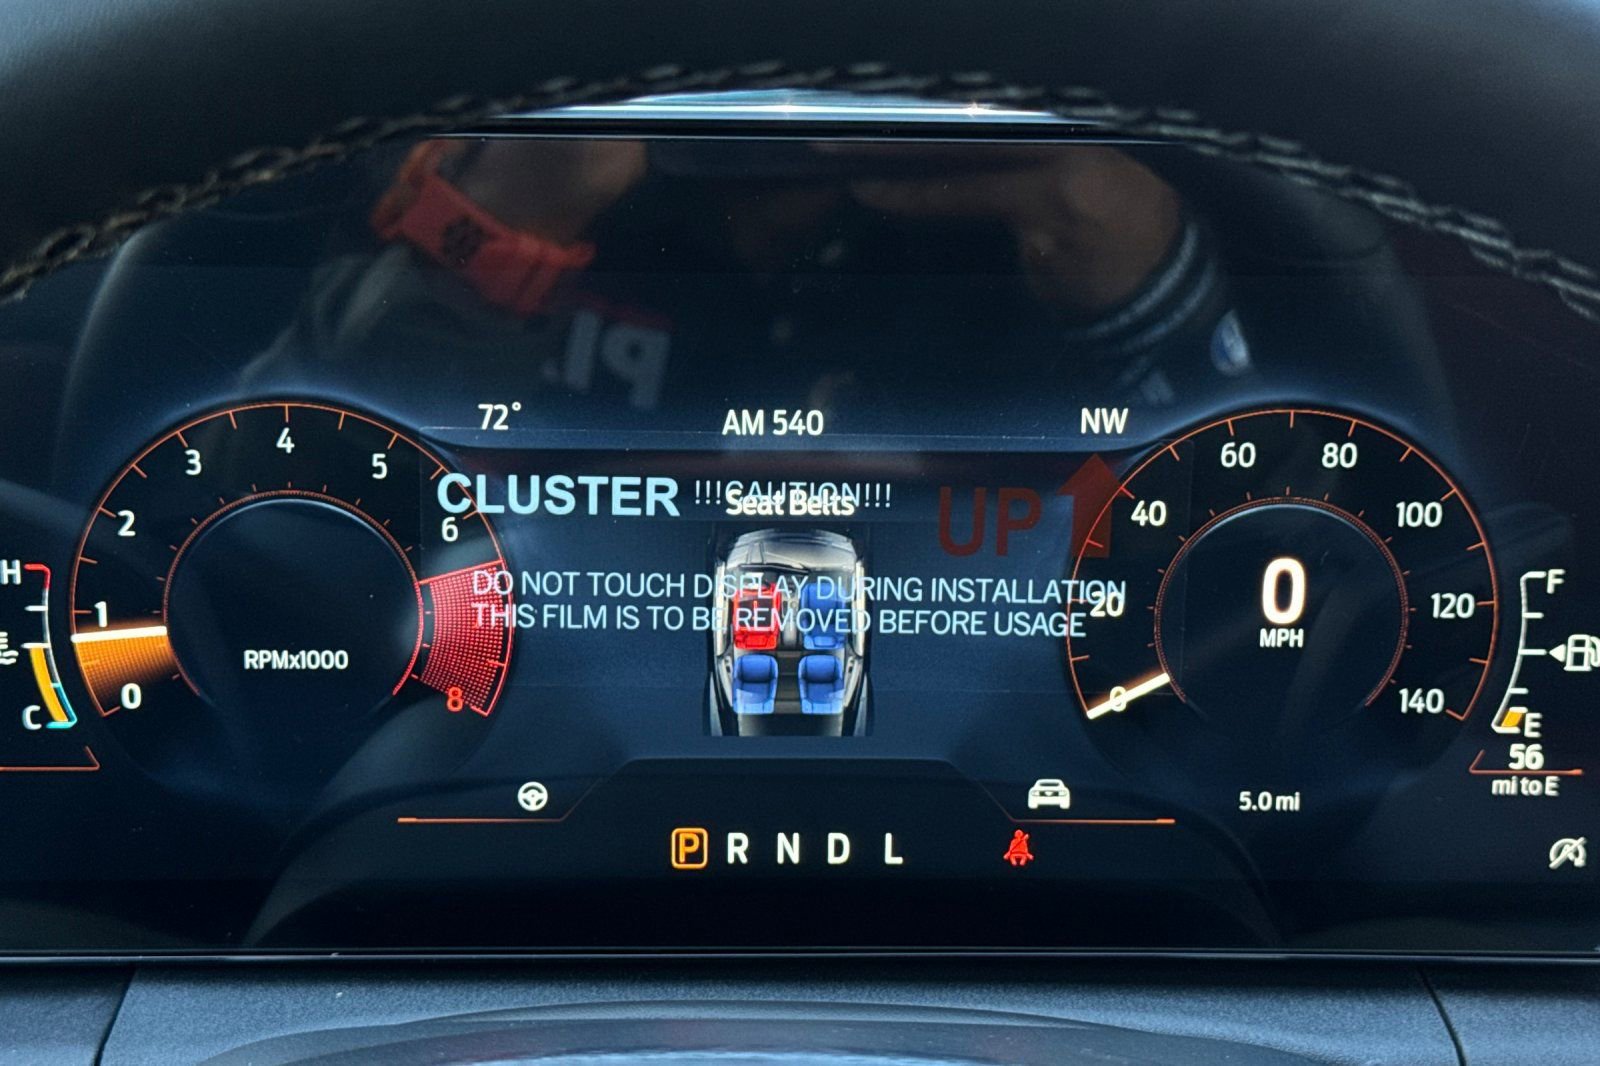 72° AM 540 NW
CLUSTER !!!CAUTION!!! UP
Seat Belts
DO NOT TOUCH DISPLAY DURING INSTALLATION
THIS FILM IS TO BE REMOVED BEFORE USAGE
0 1 2 3 4 5 6 8
RPMx1000
H
C
0 20 40 60 80 100 120 140
0
MPH
F
E
56
mi to E
5.0 mi
P R N D L
pl.